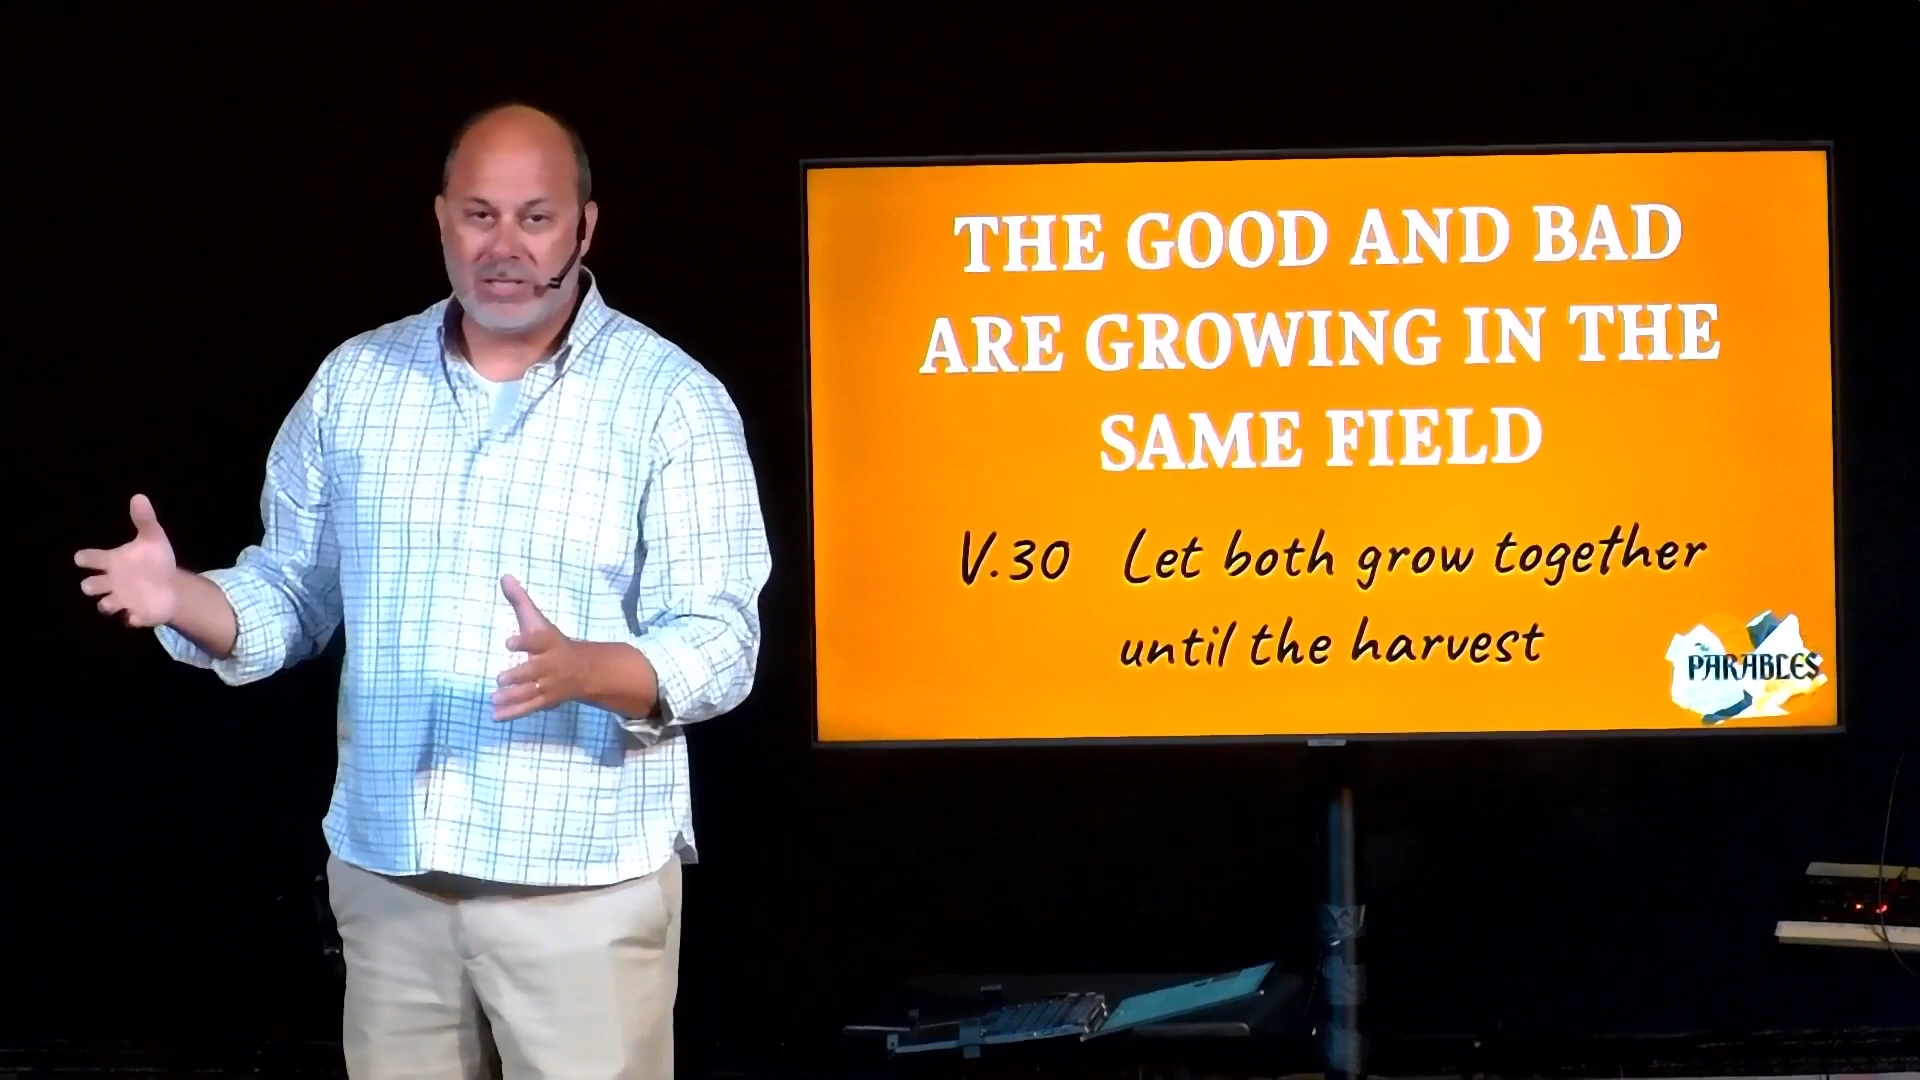 THE GOOD AND BAD
ARE GROWING IN THE
SAME FIELD
V.30 Let both grow together
until the harvest
The
PARABLES